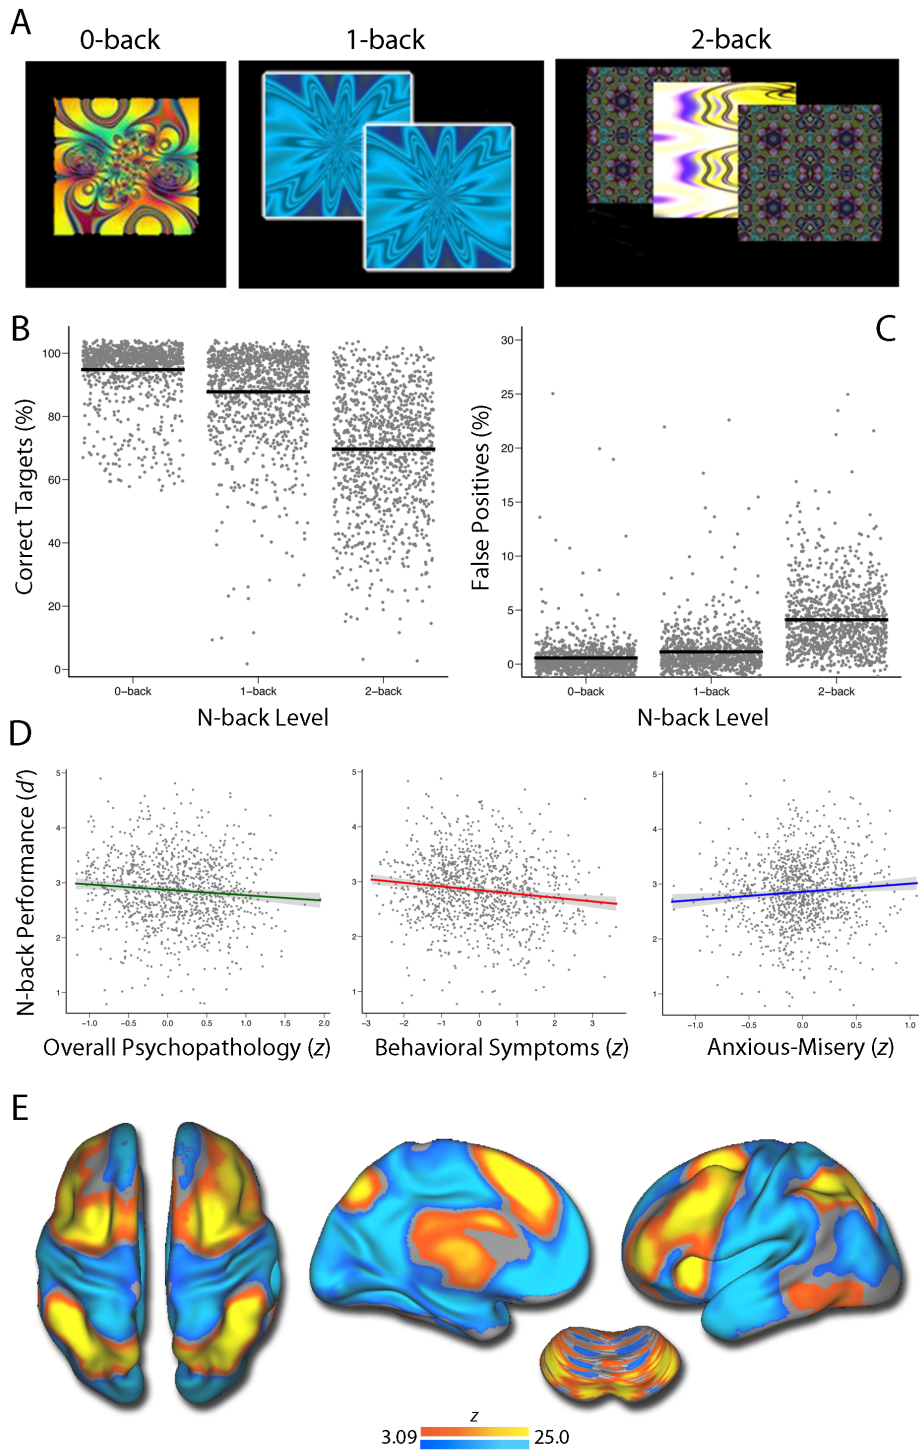 A
0-back 1-back 2-back
B
C
Correct Targets (%)
100
80
60
40
20
0
0−back 1−back 2−back
N-back Level
False Positives (%)
30
25
20
15
10
5
0
0−back 1−back 2−back
N-back Level
D
N-back Performance (d′)
5
4
3
2
1
−1.0 −0.5 0.0 0.5 1.0 1.5 2.0
Overall Psychopathology (z)
5
4
3
2
1
−3 −2 −1 0 1 2 3
Behavioral Symptoms (z)
5
4
3
2
1
−1.0 −0.5 0.0 0.5 1.0
Anxious-Misery (z)
E
z
3.09 25.0